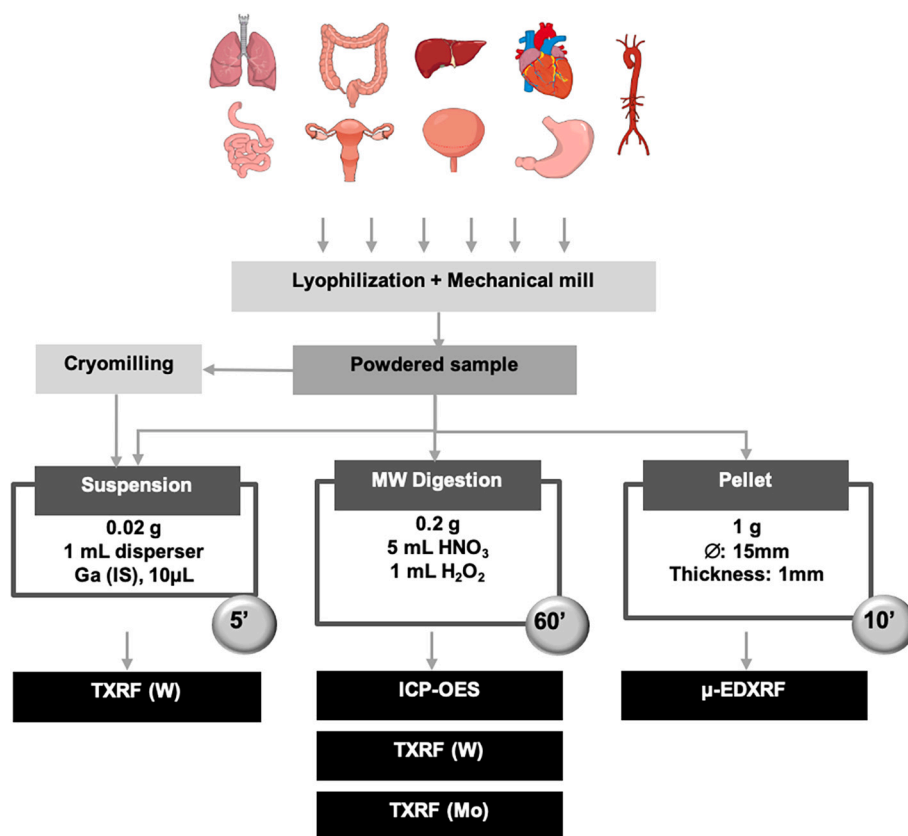 Lyophilization + Mechanical mill
Cryomilling
Powdered sample
Suspension
0.02 g
1 mL disperser
Ga (IS), 10μL
5’
MW Digestion
0.2 g
5 mL HNO₃
1 mL H₂O₂
60’
Pellet
1 g
∅: 15mm
Thickness: 1mm
10’
TXRF (W)
ICP-OES
TXRF (W)
TXRF (Mo)
μ-EDXRF